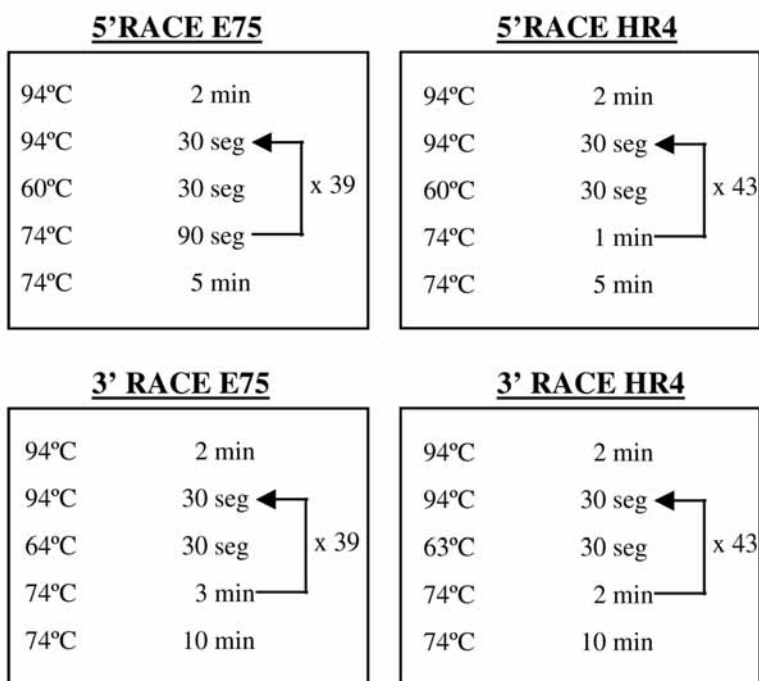 5’RACE E75
94ºC 2 min
94ºC 30 seg
60ºC 30 seg x 39
74ºC 90 seg
74ºC 5 min
5’RACE HR4
94ºC 2 min
94ºC 30 seg
60ºC 30 seg x 43
74ºC 1 min
74ºC 5 min
3’ RACE E75
94ºC 2 min
94ºC 30 seg
64ºC 30 seg x 39
74ºC 3 min
74ºC 10 min
3’ RACE HR4
94ºC 2 min
94ºC 30 seg
63ºC 30 seg x 43
74ºC 2 min
74ºC 10 min